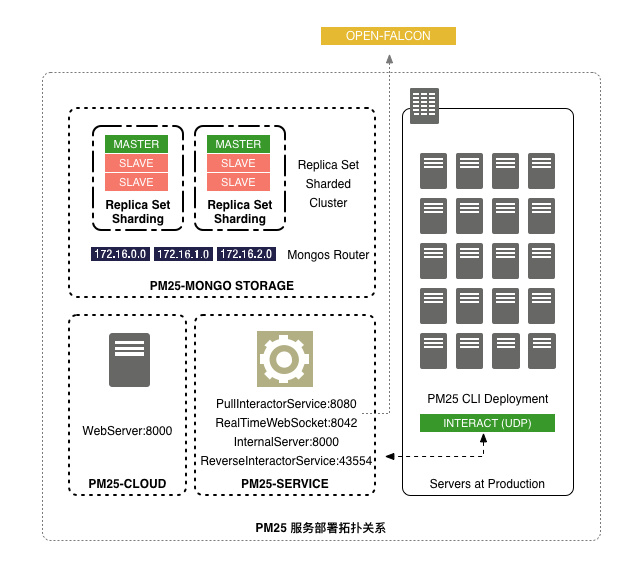 OPEN-FALCON
MASTER
SLAVE
SLAVE
Replica Set
Sharding
MASTER
SLAVE
SLAVE
Replica Set
Sharding
Replica Set
Sharded
Cluster
172.16.0.0
172.16.1.0
172.16.2.0
Mongos Router
PM25-MONGO STORAGE
WebServer:8000
PM25-CLOUD
PullInteractorService:8080
RealTimeWebSocket:8042
InternalServer:8000
ReverseInteractorService:43554
PM25-SERVICE
PM25 CLI Deployment
INTERACT (UDP)
Servers at Production
PM25 服务部署拓扑关系